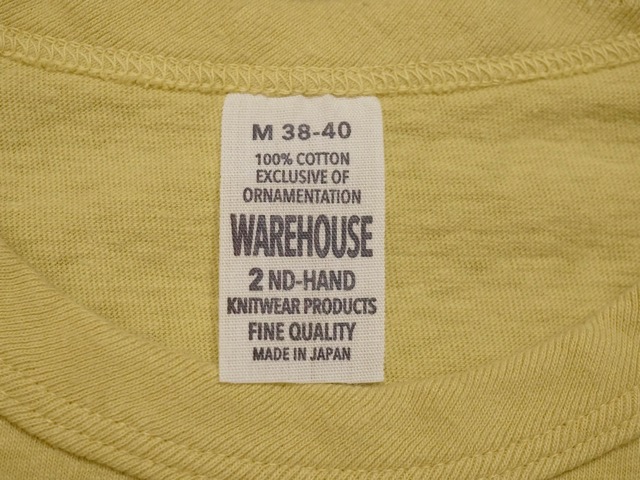 M 38-40
100% COTTON
EXCLUSIVE OF
ORNAMENTATION
WAREHOUSE
2 ND-HAND
KNITWEAR PRODUCTS
FINE QUALITY
MADE IN JAPAN